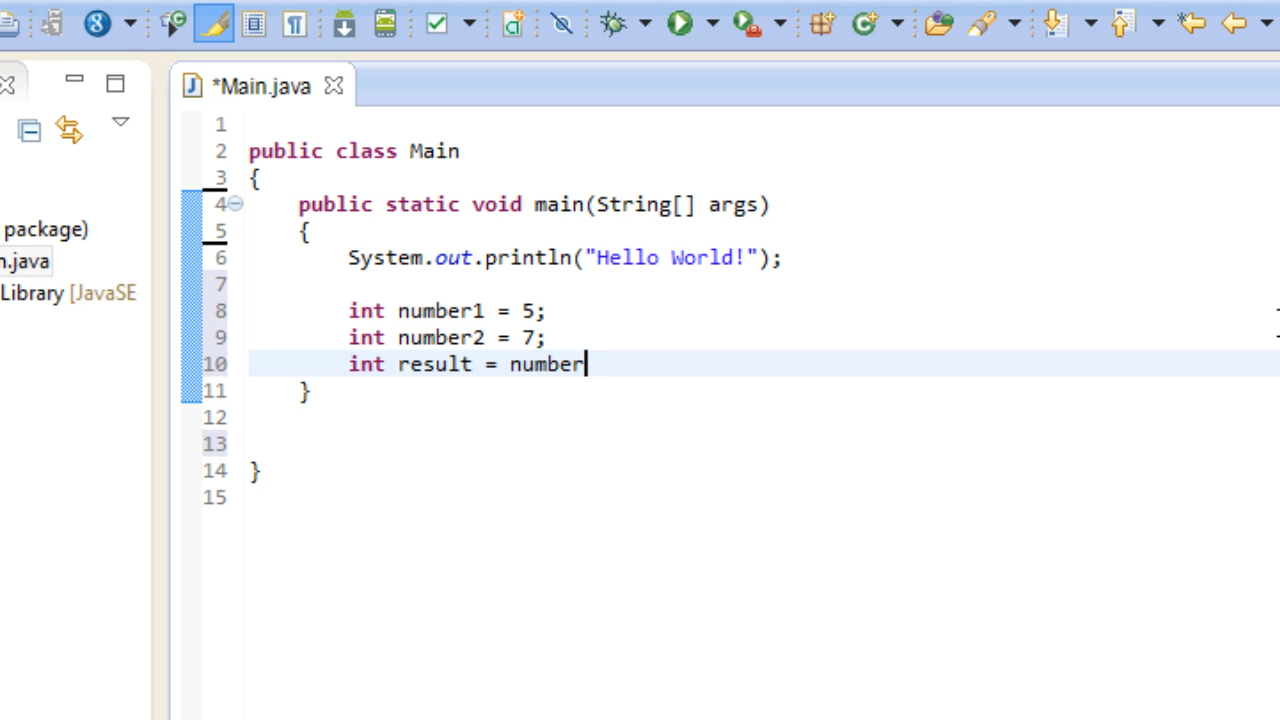 *Main.java
package)
n.java
Library [JavaSE
1
2 public class Main
3 {
4 public static void main(String[] args)
5 {
6 System.out.println("Hello World!");
7
8 int number1 = 5;
9 int number2 = 7;
10 int result = number
11 }
12
13
14 }
15